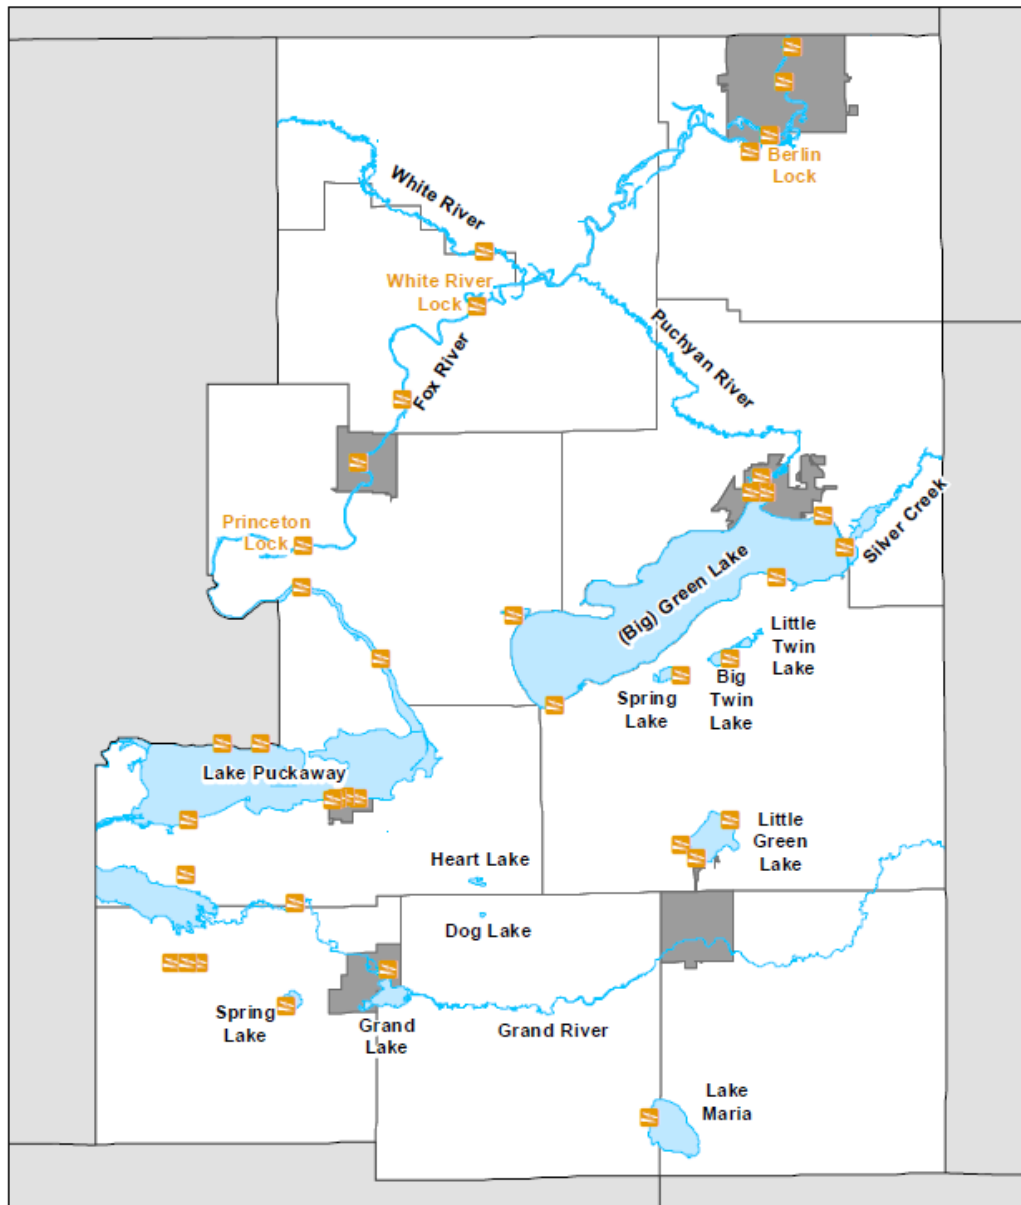 Berlin
Lock
White River
White River
Lock
Fox River
Puchyan River
Princeton
Lock
Silver Creek
(Big) Green Lake
Little
Twin
Lake
Big
Twin
Lake
Spring
Lake
Lake Puckaway
Little
Green
Lake
Heart Lake
Dog Lake
Spring
Lake
Grand
Lake
Grand River
Lake
Maria